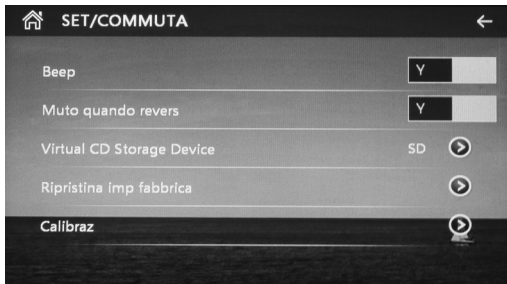 SET/COMMUTA
Beep Y
Muto quando revers Y
Virtual CD Storage Device SD
Ripristina imp fabbrica
Calibraz